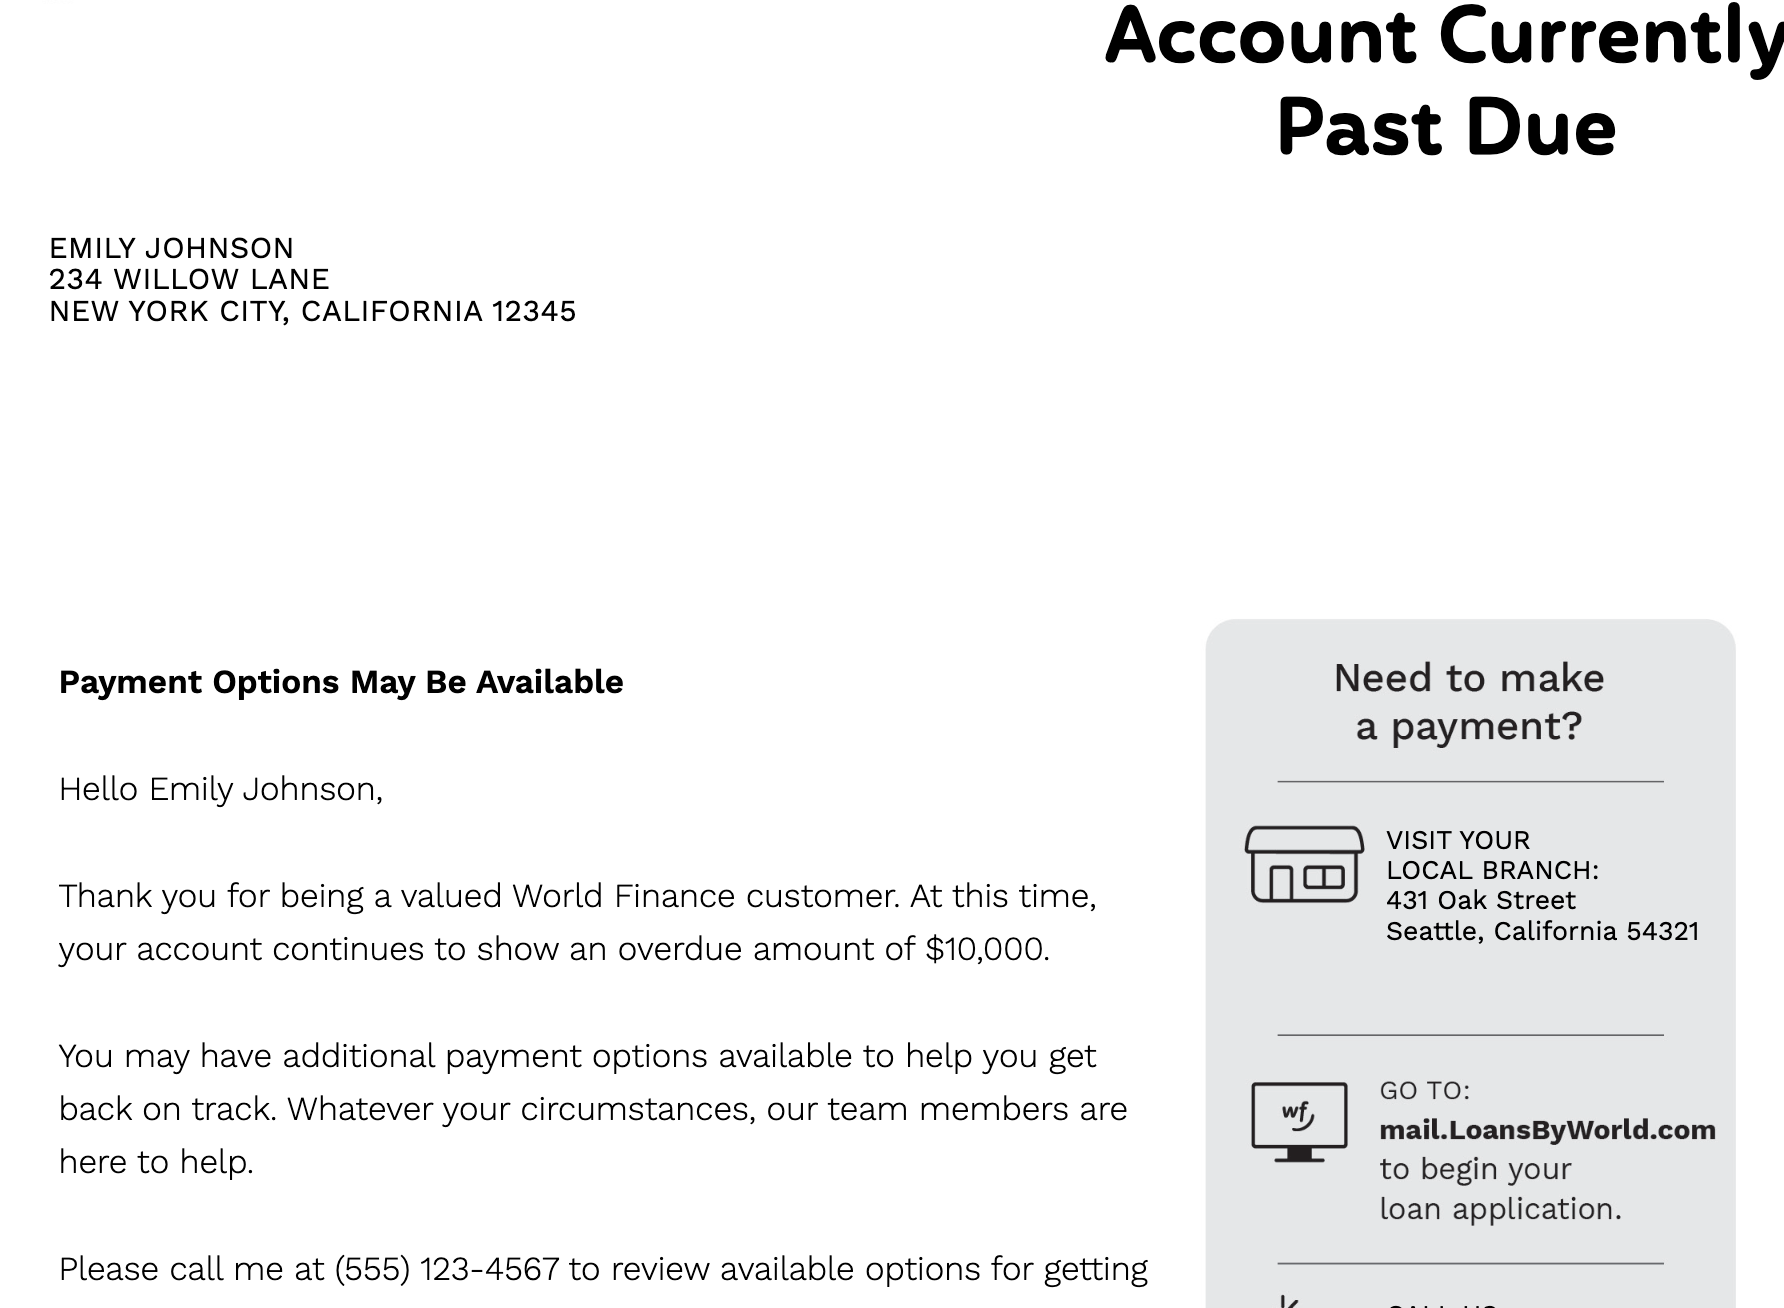 Account Currently
Past Due
EMILY JOHNSON
234 WILLOW LANE
NEW YORK CITY, CALIFORNIA 12345
Payment Options May Be Available
Hello Emily Johnson,
Thank you for being a valued World Finance customer. At this time,
your account continues to show an overdue amount of $10,000.
You may have additional payment options available to help you get
back on track. Whatever your circumstances, our team members are
here to help.
Please call me at (555) 123-4567 to review available options for getting
Need to make
a payment?
VISIT YOUR
LOCAL BRANCH:
431 Oak Street
Seattle, California 54321
wf
GO TO:
mail.LoansByWorld.com
to begin your
loan application.